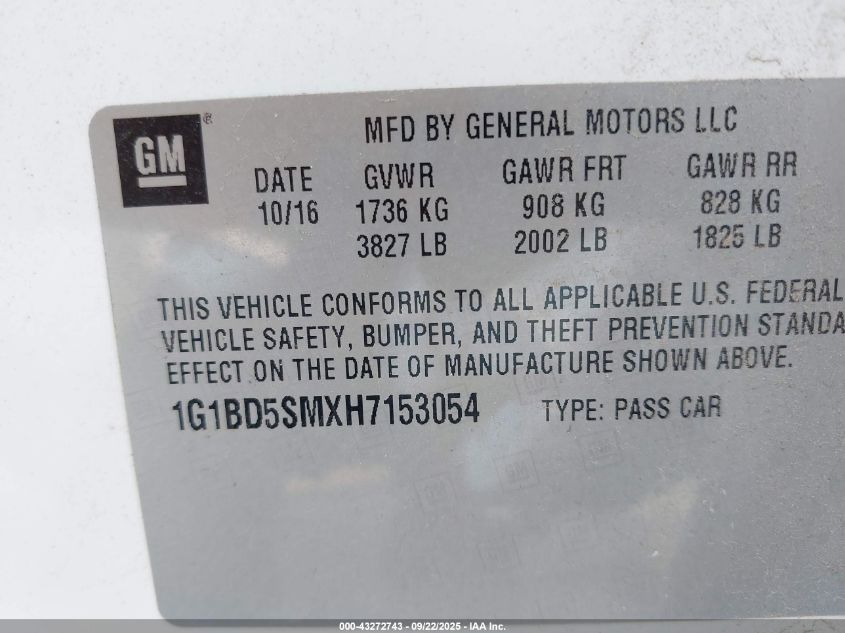 GM ®
MFD BY GENERAL MOTORS LLC
DATE GVWR GAWR FRT GAWR RR
10/16 1736 KG 908 KG 828 KG
3827 LB 2002 LB 1825 LB
THIS VEHICLE CONFORMS TO ALL APPLICABLE U.S. FEDERAL
VEHICLE SAFETY, BUMPER, AND THEFT PREVENTION STANDA
EFFECT ON THE DATE OF MANUFACTURE SHOWN ABOVE.
1G1BD5SMXH7153054 TYPE: PASS CAR
000-43272743 - 09/22/2025 - IAA Inc.